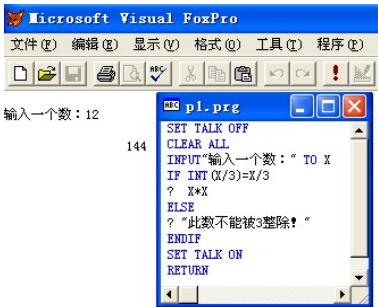 Microsoft Visual FoxPro
文件(F) 编辑(E) 显示(V) 格式(O) 工具(T) 程序(P)
输入一个数：12
144
p1.prg
SET TALK OFF
CLEAR ALL
INPUT"输入一个数：" TO X
IF INT(X/3)=X/3
? X*X
ELSE
? "此数不能被3整除！"
ENDIF
SET TALK ON
RETURN